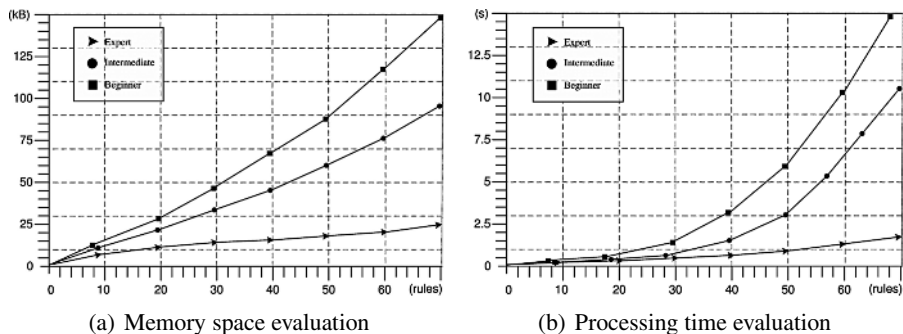 (kB)
125
100
75
50
25
0
Expert
Intermediate
Beginner
0 10 20 30 40 50 60 (rules)
(a) Memory space evaluation
(s)
12.5
10
7.5
5
2.5
0
Expert
Intermediate
Beginner
0 10 20 30 40 50 60 (rules)
(b) Processing time evaluation